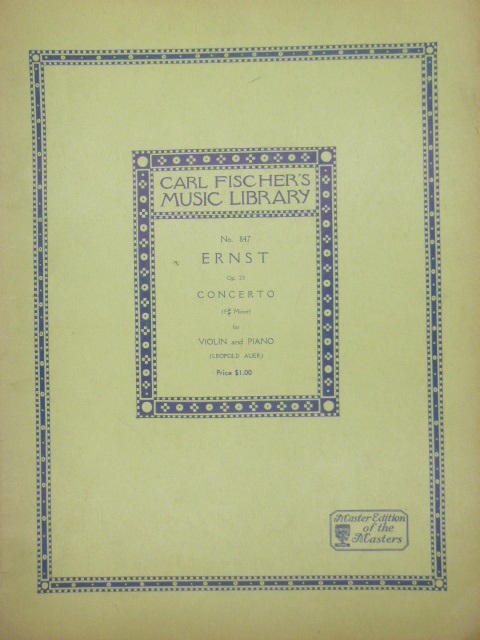 CARL FISCHER'S
MUSIC LIBRARY
No. 847
ERNST
Op. 23
CONCERTO
(F♯ Minor)
for
VIOLIN and PIANO
(LEOPOLD AUER)
Price $1.00
Master Edition
of the
Masters